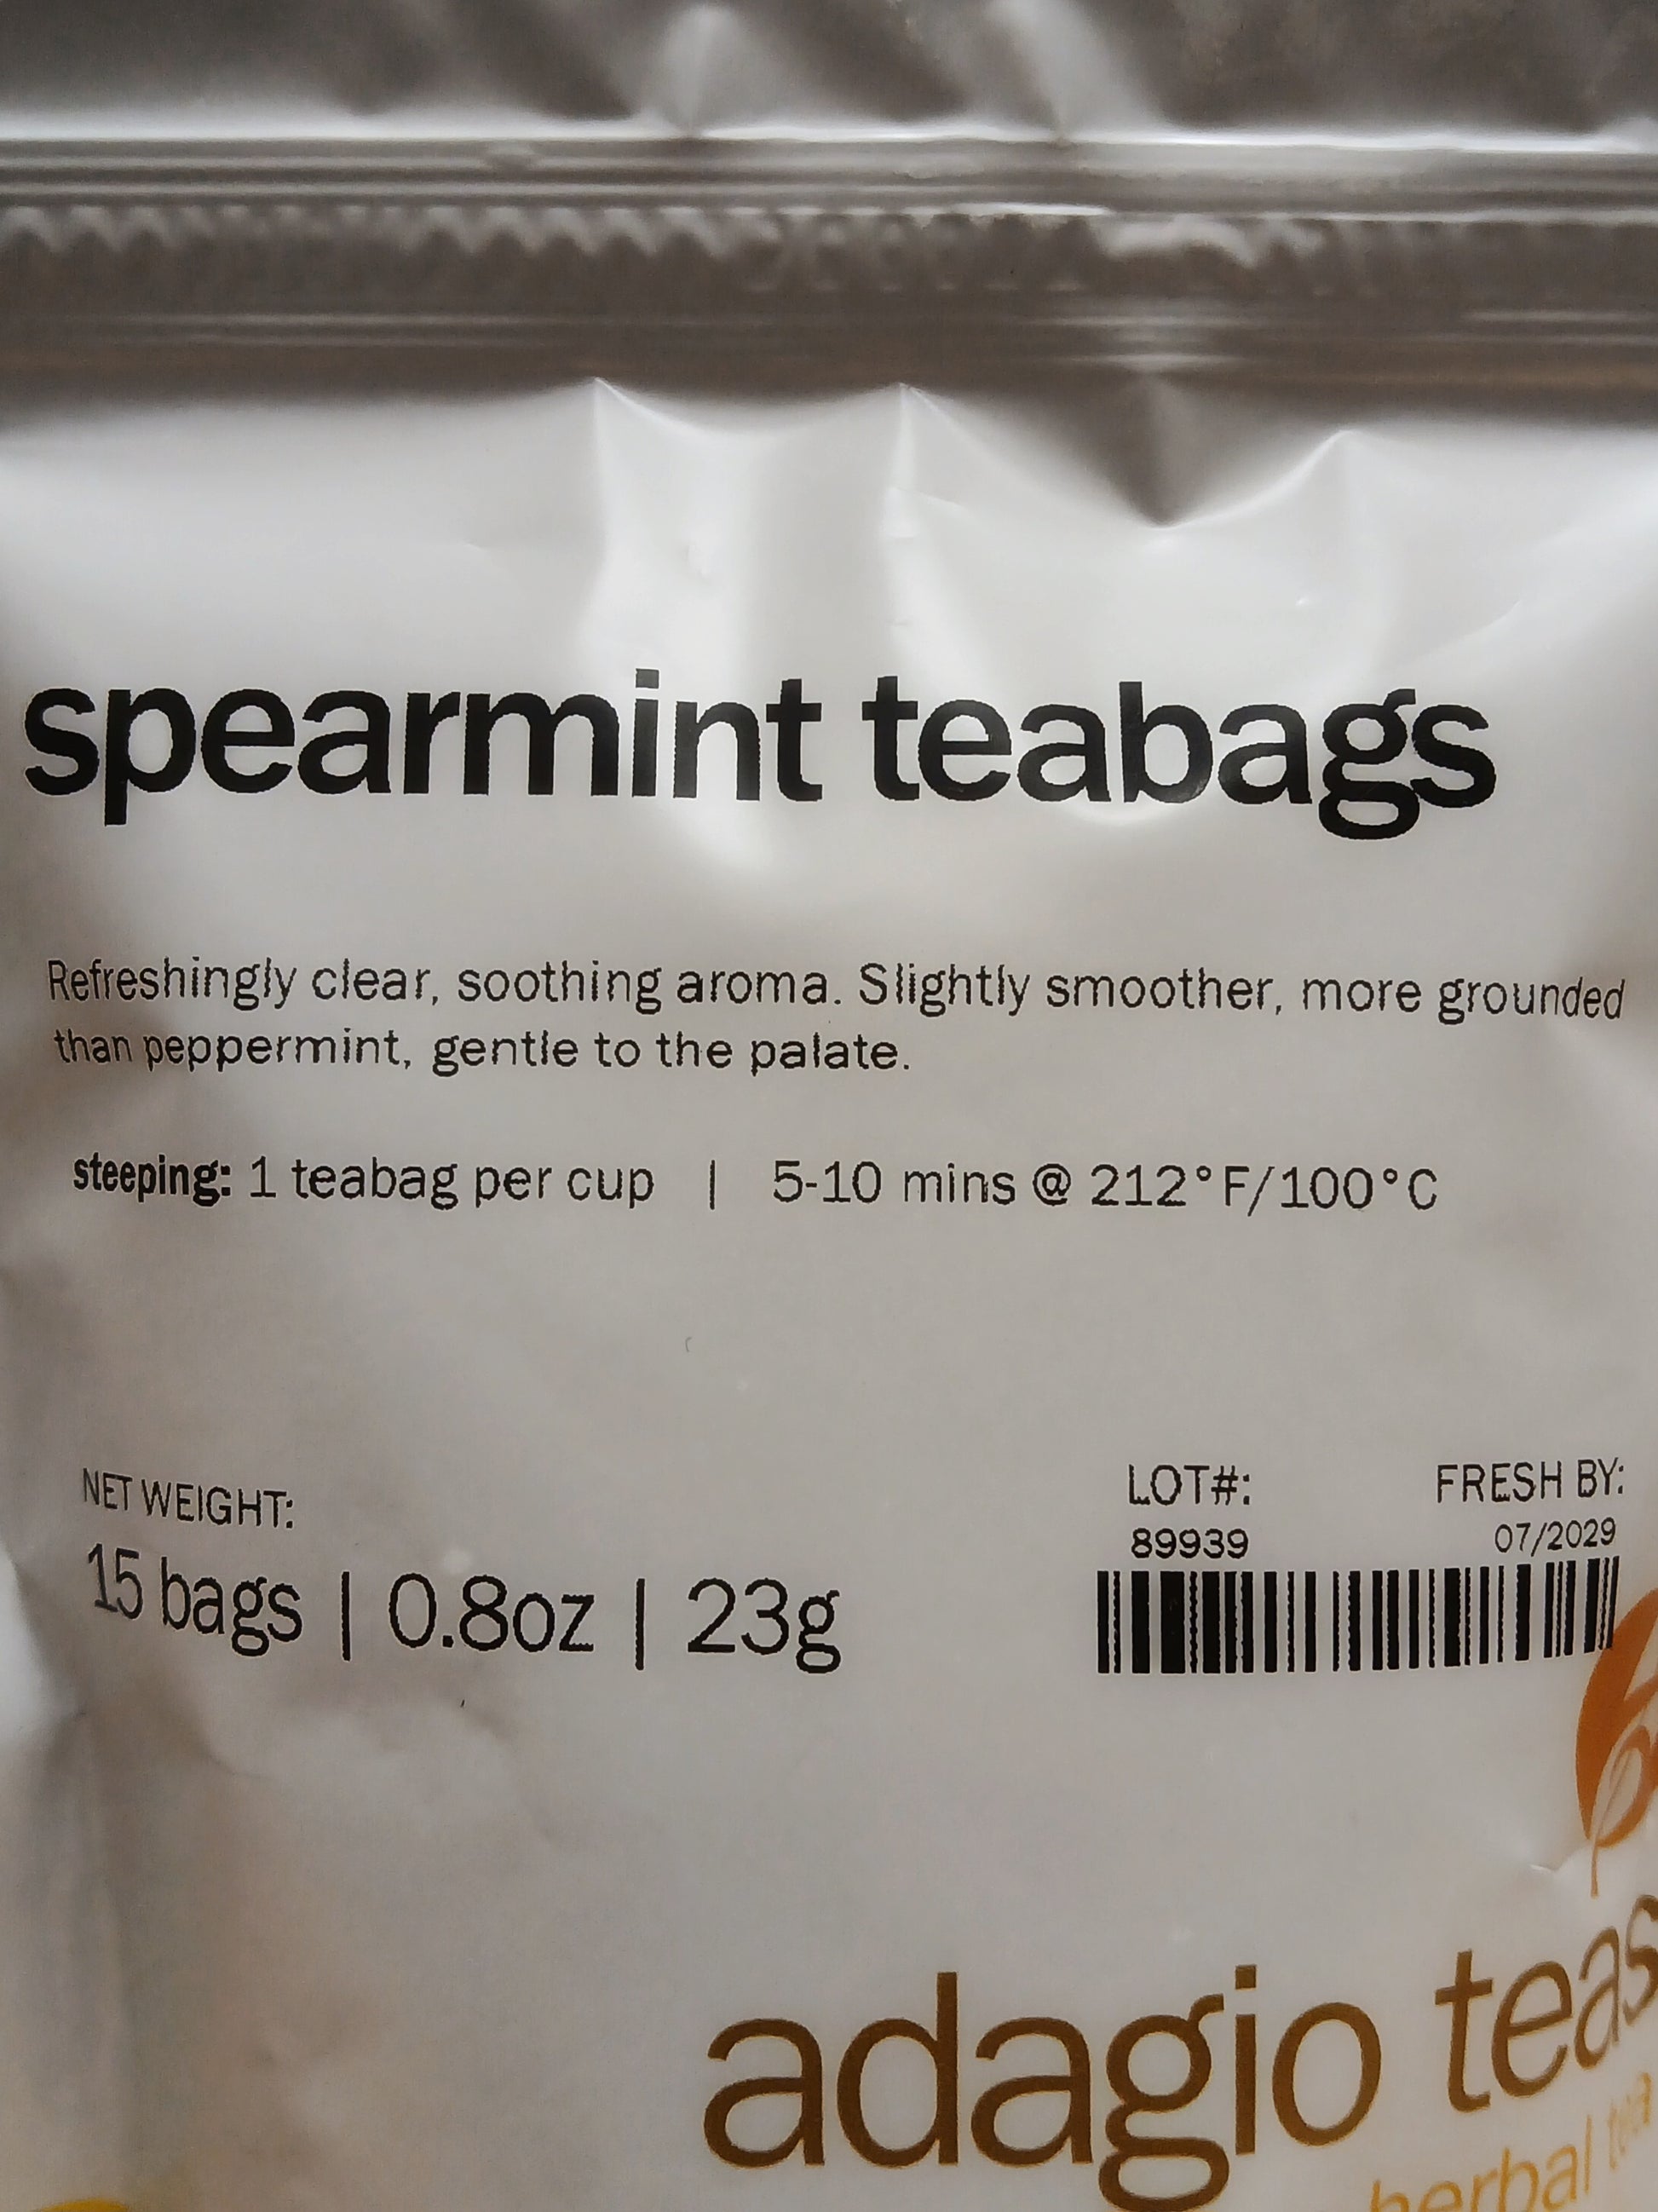 spearmint teabags
Refreshingly clear, soothing aroma. Slightly smoother, more grounded
than peppermint, gentle to the palate.
steeping: 1 teabag per cup | 5-10 mins @ 212°F/100°C
NET WEIGHT:
15 bags | 0.8oz | 23g
LOT#: FRESH BY:
89939 07/2029
adagio teas
herbal tea